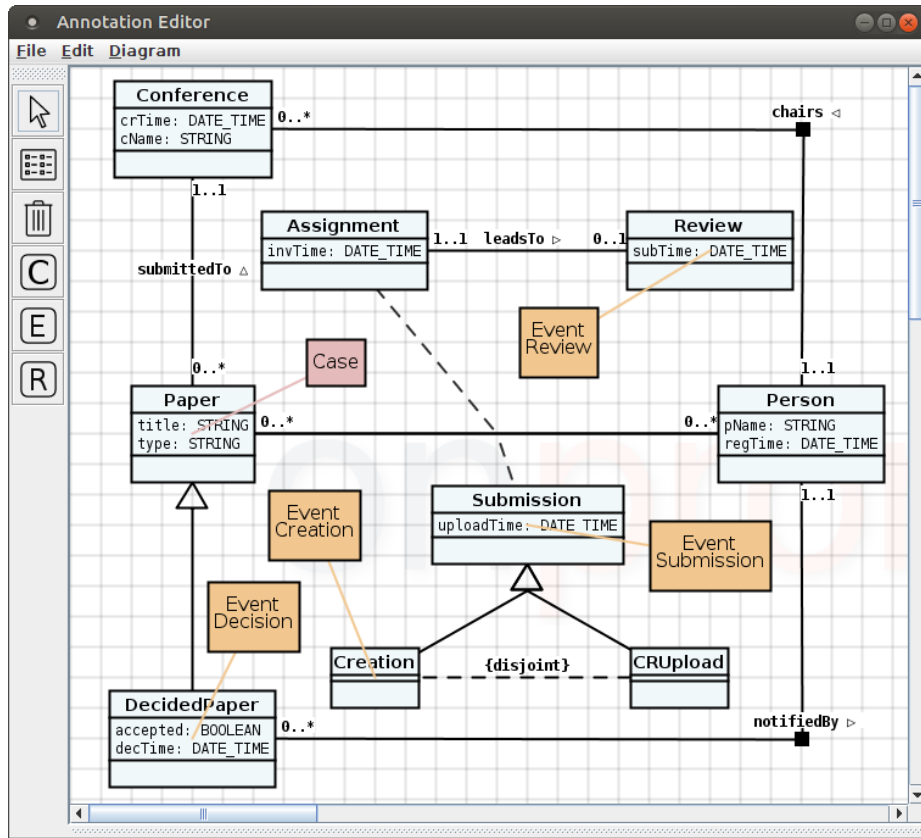 Annotation Editor
File Edit Diagram
C
E
R
Conference
crTime: DATE_TIME
cName: STRING
0..*
chairs ◁
1..1
Assignment
invTime: DATE_TIME
1..1 leadsTo ▷ 0..1
Review
subTime: DATE_TIME
submittedTo △
Event
Review
Case
0..*
1..1
Paper
title: STRING
type: STRING
0..*
0..*
Person
pName: STRING
regTime: DATE_TIME
1..1
onprom
Submission
uploadTime: DATE_TIME
Event
Creation
Event
Submission
Event
Decision
Creation
{disjoint}
CRUpload
DecidedPaper
accepted: BOOLEAN
decTime: DATE_TIME
0..*
notifiedBy ▷